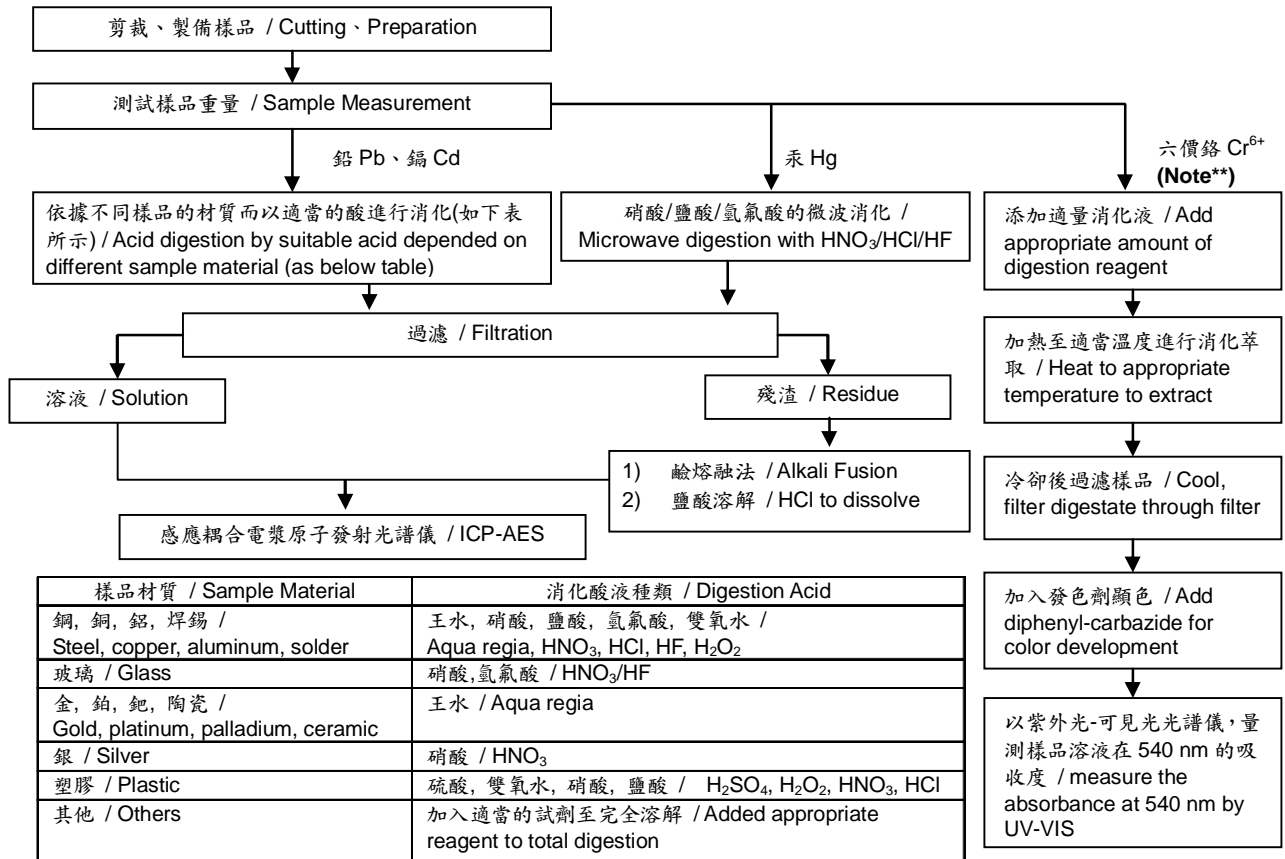 剪裁、製備樣品 / Cutting、Preparation
測試樣品重量 / Sample Measurement
鉛 Pb、鎘 Cd
汞 Hg
六價鉻 Cr⁶⁺
(Note**)
依據不同樣品的材質而以適當的酸進行消化(如下表
所示) / Acid digestion by suitable acid depended on
different sample material (as below table)
硝酸/鹽酸/氫氟酸的微波消化 /
Microwave digestion with HNO₃/HCl/HF
添加適量消化液 / Add
appropriate amount of
digestion reagent
過濾 / Filtration
加熱至適當溫度進行消化萃
取 / Heat to appropriate
temperature to extract
溶液 / Solution
殘渣 / Residue
1) 鹼熔融法 / Alkali Fusion
2) 鹽酸溶解 / HCl to dissolve
冷卻後過濾樣品 / Cool,
filter digestate through filter
感應耦合電漿原子發射光譜儀 / ICP-AES
加入發色劑顯色 / Add
diphenyl-carbazide for
color development
以紫外光-可見光光譜儀，量
測樣品溶液在 540 nm 的吸
收度 / measure the
absorbance at 540 nm by
UV-VIS
樣品材質 / Sample Material 消化酸液種類 / Digestion Acid
鋼, 銅, 鋁, 焊錫 / 王水, 硝酸, 鹽酸, 氫氟酸, 雙氧水 /
Steel, copper, aluminum, solder Aqua regia, HNO₃, HCl, HF, H₂O₂
玻璃 / Glass 硝酸,氫氟酸 / HNO₃/HF
金, 鉑, 鈀, 陶瓷 / 王水 / Aqua regia
Gold, platinum, palladium, ceramic
銀 / Silver 硝酸 / HNO₃
塑膠 / Plastic 硫酸, 雙氧水, 硝酸, 鹽酸 / H₂SO₄, H₂O₂, HNO₃, HCl
其他 / Others 加入適當的試劑至完全溶解 / Added appropriate
reagent to total digestion